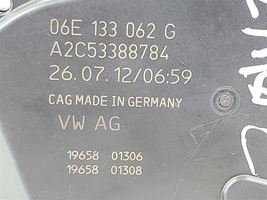 06E 133 062 G
A2C53388784
26.07.12/06:59
CAG MADE IN GERMANY
VW AG
19658 01306
19658 01308